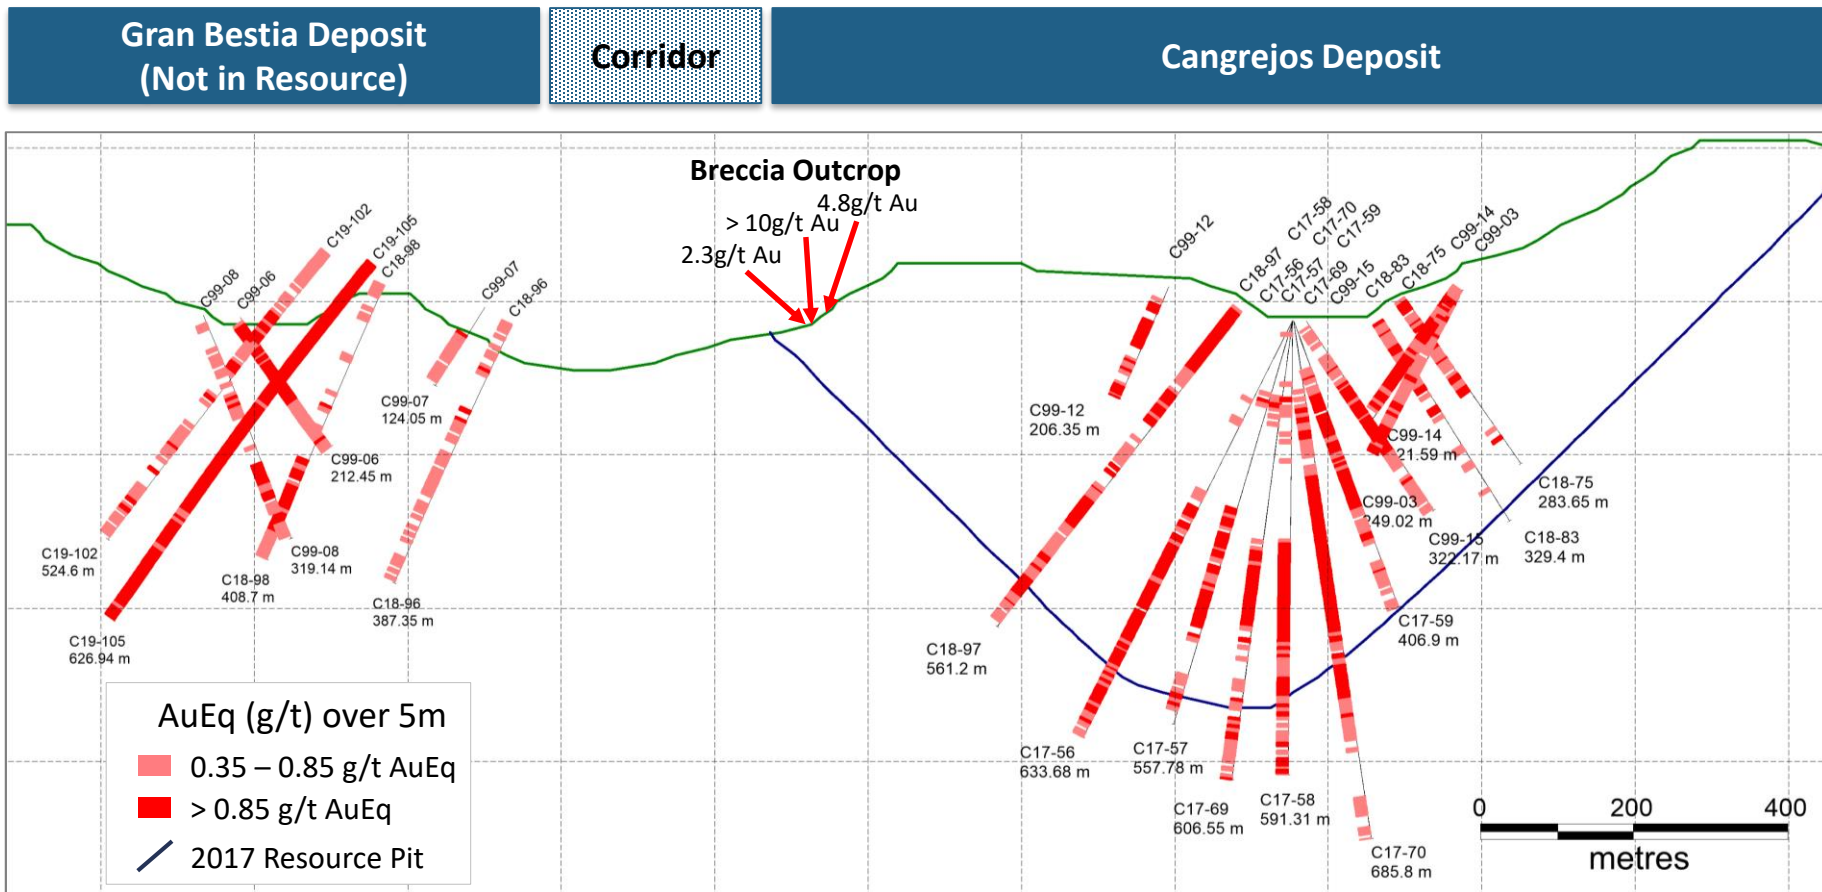 Gran Bestia Deposit
(Not in Resource)
Corridor
Cangrejos Deposit
Breccia Outcrop
4.8g/t Au
> 10g/t Au
2.3g/t Au
C99-08
C99-06
C19-102
C19-105
C18-98
C99-07
C18-96
C99-12
C18-97
C17-56
C17-58
C17-57
C17-70
C17-69
C17-59
C99-15
C18-83
C18-75
C99-14
C99-03
C99-07
124.05 m
C99-06
212.45 m
C99-12
206.35 m
C99-14
21.59 m
C18-75
283.65 m
C99-03
249.02 m
C99-15
322.17 m
C18-83
329.4 m
C19-102
524.6 m
C99-08
319.14 m
C18-98
408.7 m
C18-96
387.35 m
C19-105
626.94 m
C18-97
561.2 m
C17-59
406.9 m
C17-56
633.68 m
C17-57
557.78 m
C17-69
606.55 m
C17-58
591.31 m
C17-70
685.8 m
AuEq (g/t) over 5m
0.35 – 0.85 g/t AuEq
> 0.85 g/t AuEq
2017 Resource Pit
0 200 400
metres